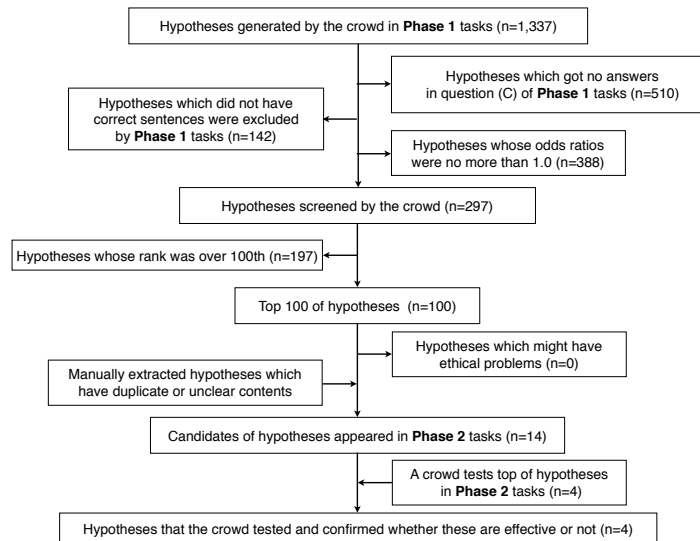 Hypotheses generated by the crowd in Phase 1 tasks (n=1,337)
Hypotheses which got no answers
in question (C) of Phase 1 tasks (n=510)
Hypotheses which did not have
correct sentences were excluded
by Phase 1 tasks (n=142)
Hypotheses whose odds ratios
were no more than 1.0 (n=388)
Hypotheses screened by the crowd (n=297)
Hypotheses whose rank was over 100th (n=197)
Top 100 of hypotheses (n=100)
Hypotheses which might have
ethical problems (n=0)
Manually extracted hypotheses which
have duplicate or unclear contents
Candidates of hypotheses appeared in Phase 2 tasks (n=14)
A crowd tests top of hypotheses
in Phase 2 tasks (n=4)
Hypotheses that the crowd tested and confirmed whether these are effective or not (n=4)